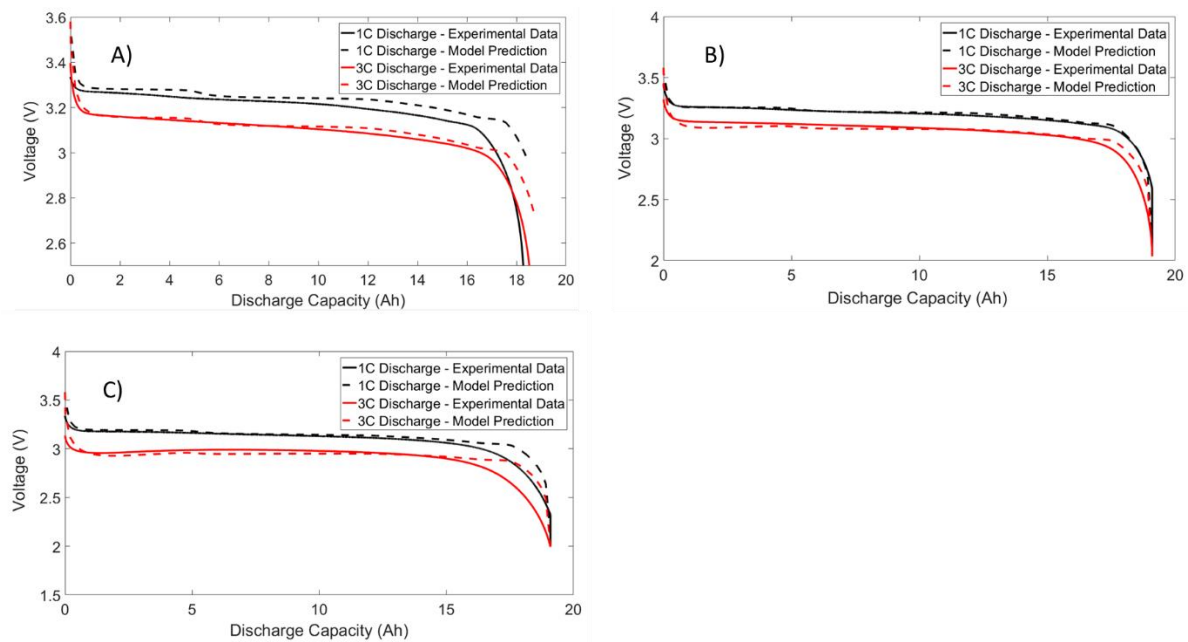 A)
1C Discharge - Experimental Data
1C Discharge - Model Prediction
3C Discharge - Experimental Data
3C Discharge - Model Prediction
3.6
3.4
3.2
3
2.8
2.6
Voltage (V)
0 2 4 6 8 10 12 14 16 18 20
Discharge Capacity (Ah)
B)
1C Discharge - Experimental Data
1C Discharge - Model Prediction
3C Discharge - Experimental Data
3C Discharge - Model Prediction
4
3.5
3
2.5
2
Voltage (V)
0 5 10 15 20
Discharge Capacity (Ah)
C)
1C Discharge - Experimental Data
1C Discharge - Model Prediction
3C Discharge - Experimental Data
3C Discharge - Model Prediction
4
3.5
3
2.5
2
1.5
Voltage (V)
0 5 10 15 20
Discharge Capacity (Ah)